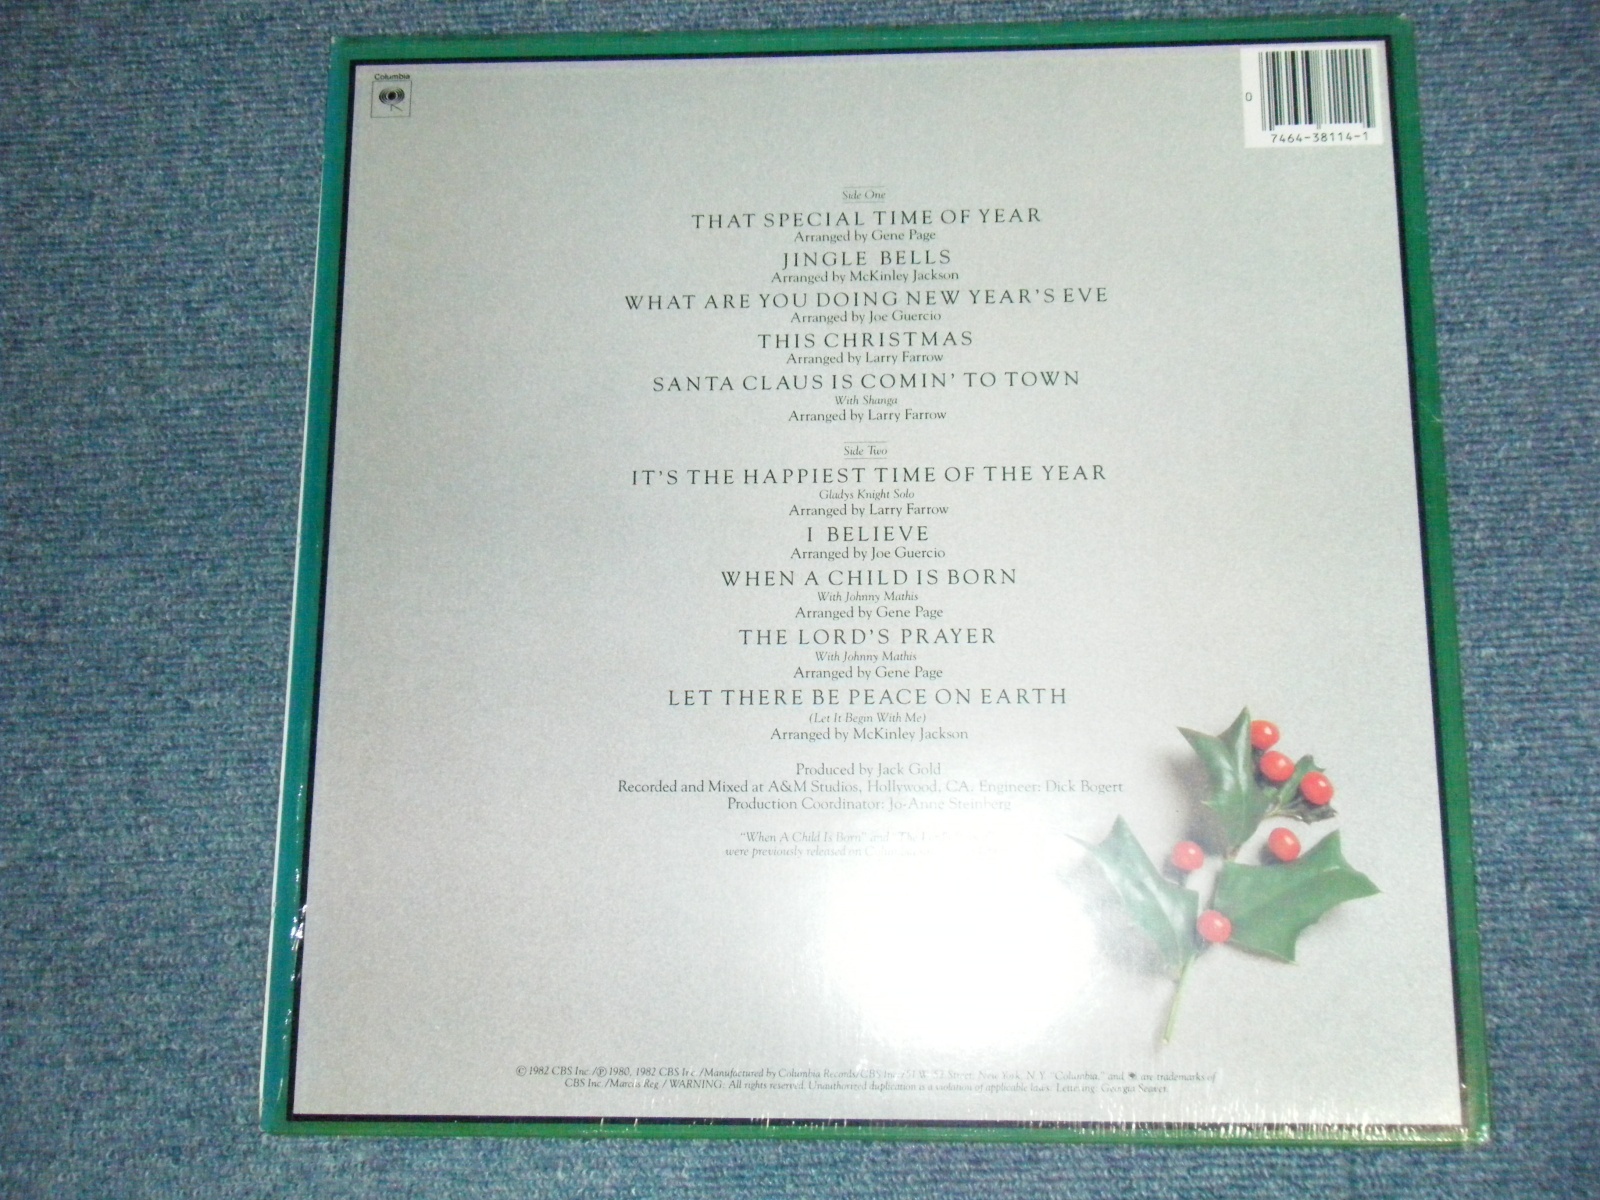 Columbia
0
7464-38114-1
Side One
THAT SPECIAL TIME OF YEAR
Arranged by Gene Page
JINGLE BELLS
Arranged by McKinley Jackson
WHAT ARE YOU DOING NEW YEAR'S EVE
Arranged by Joe Guercio
THIS CHRISTMAS
Arranged by Larry Farrow
SANTA CLAUS IS COMIN' TO TOWN
With Shanga
Arranged by Larry Farrow
Side Two
IT'S THE HAPPIEST TIME OF THE YEAR
Gladys Knight Solo
Arranged by Larry Farrow
I BELIEVE
Arranged by Joe Guercio
WHEN A CHILD IS BORN
With Johnny Mathis
Arranged by Gene Page
THE LORD'S PRAYER
With Johnny Mathis
Arranged by Gene Page
LET THERE BE PEACE ON EARTH
(Let It Begin With Me)
Arranged by McKinley Jackson
Produced by Jack Gold
Recorded and Mixed at A&M Studios, Hollywood, CA. Engineer: Dick Bogert
Production Coordinator: Jo-Anne Steinberg
"When A Child Is Born" and "The
were previously released on
© 1982 CBS Inc./℗ 1980, 1982 CBS Inc./Manufactured by Columbia Records/CBS Inc./51 W. 52 Street, New York, N.Y. "Columbia," and are trademarks of
CBS Inc./Marcas Reg./WARNING: All rights reserved. Unauthorized duplication is a violation of applicable laws. Lettering: Georgia